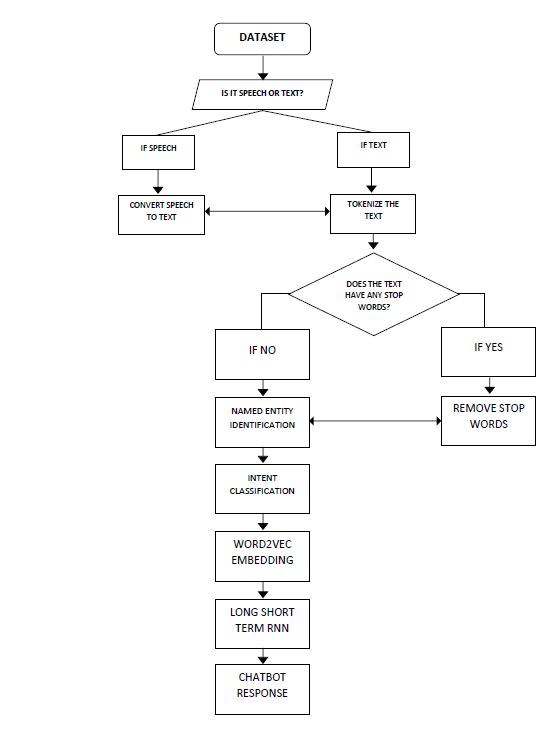 DATASET
IS IT SPEECH OR TEXT?
IF SPEECH
IF TEXT
CONVERT SPEECH
TO TEXT
TOKENIZE THE
TEXT
DOES THE TEXT
HAVE ANY STOP
WORDS?
IF NO
IF YES
NAMED ENTITY
IDENTIFICATION
REMOVE STOP
WORDS
INTENT
CLASSIFICATION
WORD2VEC
EMBEDDING
LONG SHORT
TERM RNN
CHATBOT
RESPONSE